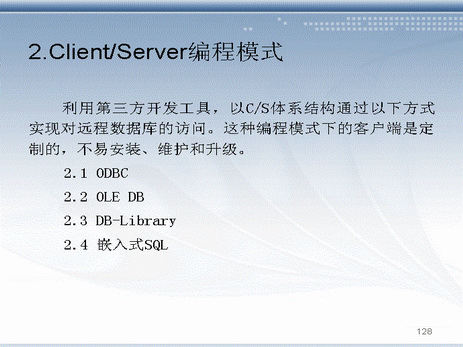 2.Client/Server编程模式
利用第三方开发工具，以C/S体系结构通过以下方式
实现对远程数据库的访问。这种编程模式下的客户端是定
制的，不易安装、维护和升级。
2.1 ODBC
2.2 OLE DB
2.3 DB-Library
2.4 嵌入式SQL
128